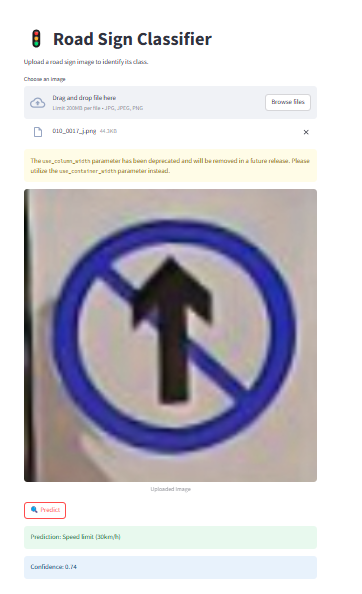 Road Sign Classifier
Upload a road sign image to identify its class.
Choose an image
Drag and drop file here
Limit 200MB per file • JPG, JPEG, PNG
Browse files
010_0017_j.png 44.3KB
The use_column_width parameter has been deprecated and will be removed in a future release. Please
utilize the use_container_width parameter instead.
Uploaded Image
Predict
Prediction: Speed limit (30km/h)
Confidence: 0.74